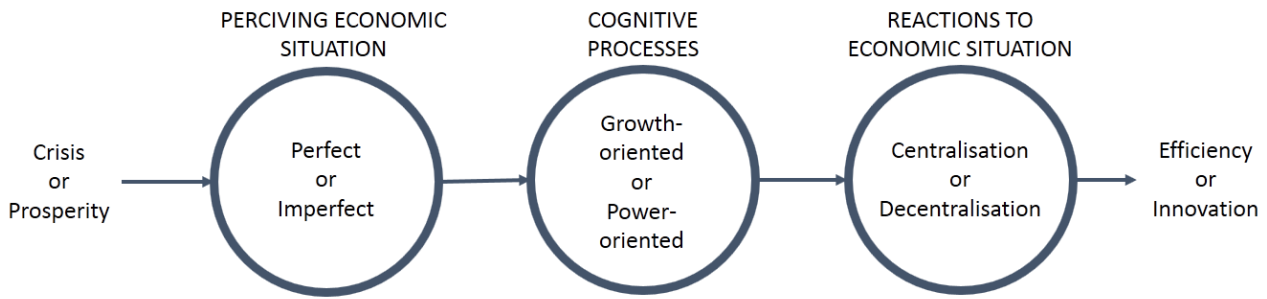 PERCIVING ECONOMIC
SITUATION
COGNITIVE
PROCESSES
REACTIONS TO
ECONOMIC SITUATION
Crisis
or
Prosperity
Perfect
or
Imperfect
Growth-
oriented
or
Power-
oriented
Centralisation
or
Decentralisation
Efficiency
or
Innovation